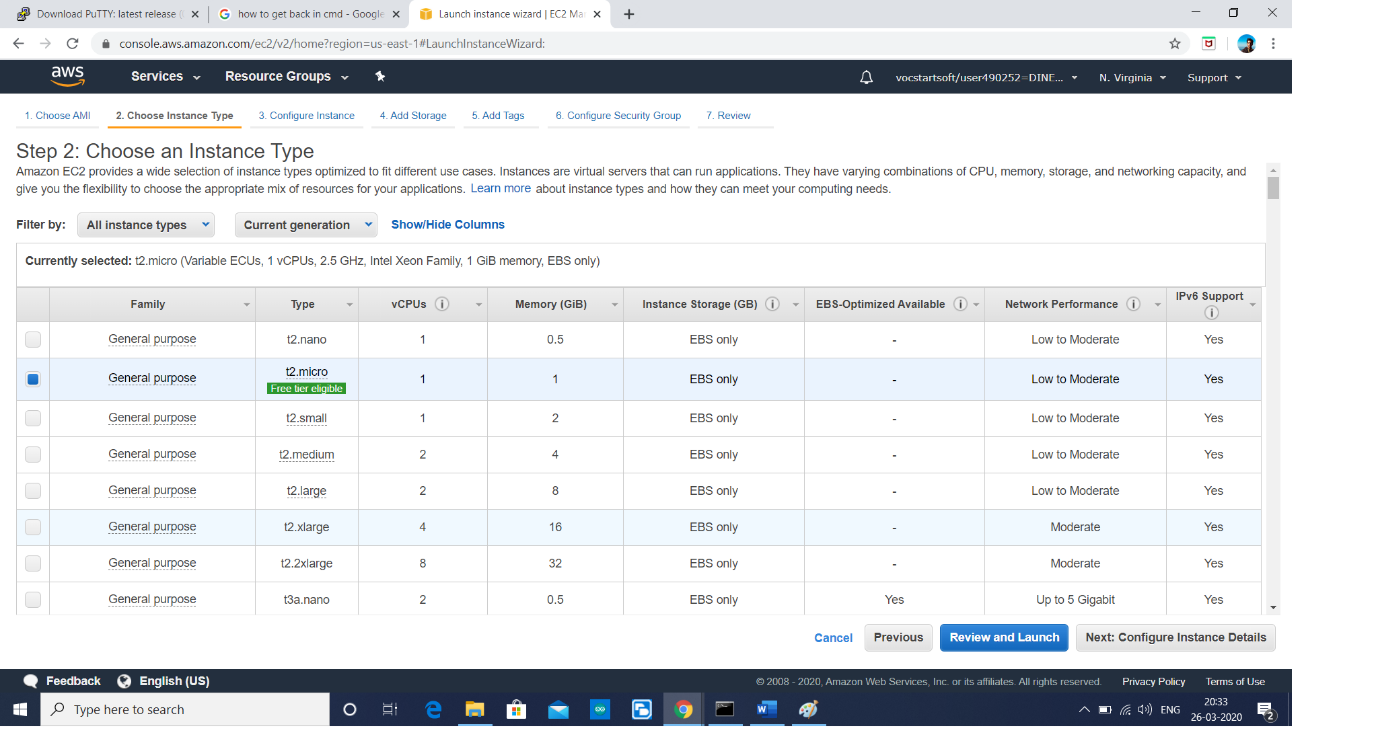 Download PuTTY: latest release (
how to get back in cmd - Google
Launch instance wizard | EC2 Ma
console.aws.amazon.com/ec2/v2/home?region=us-east-1#LaunchInstanceWizard:
aws Services Resource Groups vocstartsoft/user490252=DINE... N. Virginia Support
1. Choose AMI 2. Choose Instance Type 3. Configure Instance 4. Add Storage 5. Add Tags 6. Configure Security Group 7. Review
Step 2: Choose an Instance Type
Amazon EC2 provides a wide selection of instance types optimized to fit different use cases. Instances are virtual servers that can run applications. They have varying combinations of CPU, memory, storage, and networking capacity, and
give you the flexibility to choose the appropriate mix of resources for your applications. Learn more about instance types and how they can meet your computing needs.
Filter by: All instance types Current generation Show/Hide Columns
Currently selected: t2.micro (Variable ECUs, 1 vCPUs, 2.5 GHz, Intel Xeon Family, 1 GiB memory, EBS only)
Family Type vCPUs Memory (GiB) Instance Storage (GB) EBS-Optimized Available Network Performance IPv6 Support
General purpose t2.nano 1 0.5 EBS only - Low to Moderate Yes
General purpose t2.micro 1 1 EBS only - Low to Moderate Yes
Free tier eligible
General purpose t2.small 1 2 EBS only - Low to Moderate Yes
General purpose t2.medium 2 4 EBS only - Low to Moderate Yes
General purpose t2.large 2 8 EBS only - Low to Moderate Yes
General purpose t2.xlarge 4 16 EBS only - Moderate Yes
General purpose t2.2xlarge 8 32 EBS only - Moderate Yes
General purpose t3a.nano 2 0.5 EBS only Yes Up to 5 Gigabit Yes
Cancel Previous Review and Launch Next: Configure Instance Details
Feedback English (US) © 2008 - 2020, Amazon Web Services, Inc. or its affiliates. All rights reserved. Privacy Policy Terms of Use
Type here to search ENG 20:33
26-03-2020 2